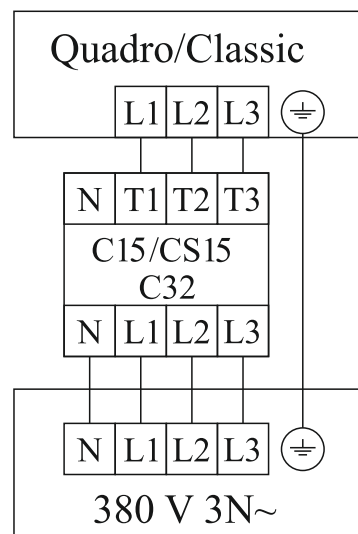 Quadro/Classic
L1 L2 L3
N T1 T2 T3
C15/CS15
C32
N L1 L2 L3
N L1 L2 L3
380 V 3N~